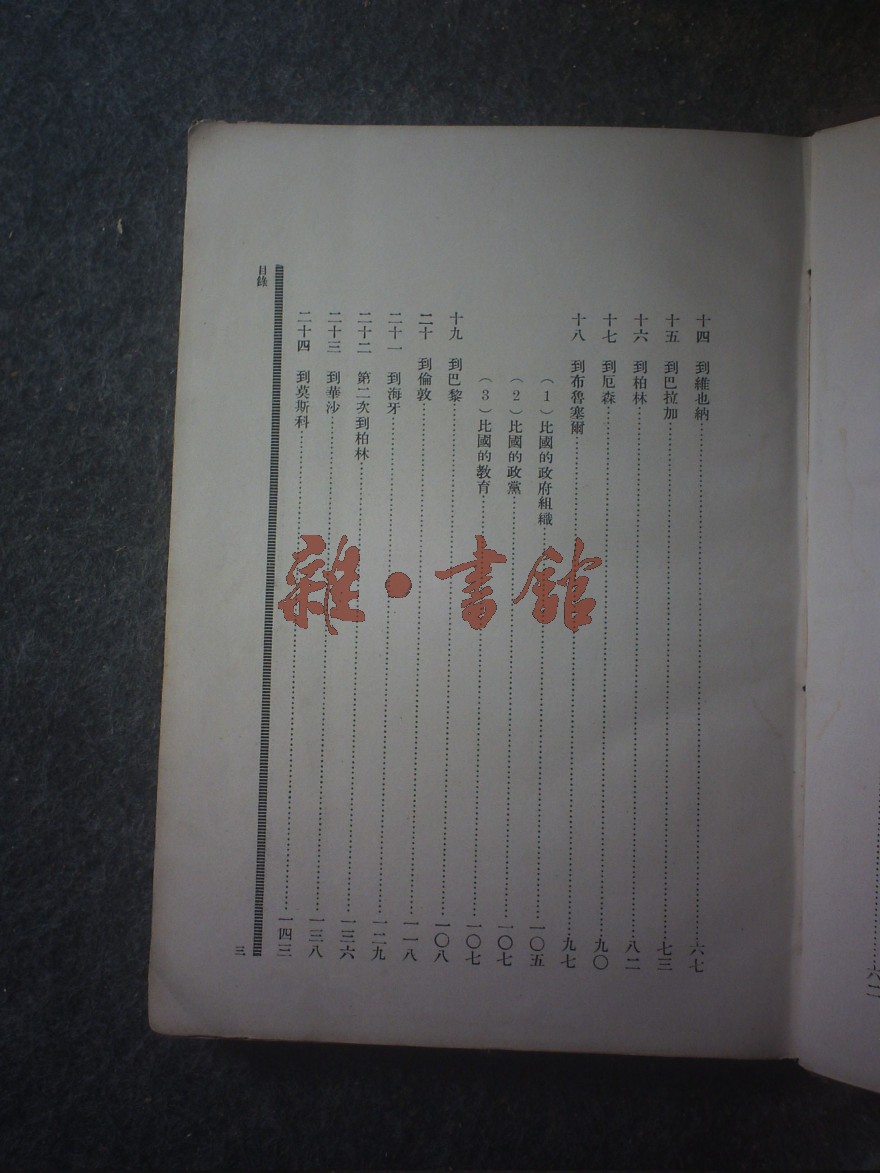 十四 到維也納 六七
十五 到巴拉加 七三
十六 到柏林 八二
十七 到厄森 九〇
十八 到布魯塞爾 九七
(1)比國的政府組織 一〇五
(2)比國的政黨 一〇七
(3)比國的教育 一〇七
十九 到巴黎 一〇八
二十 到倫敦 一一八
二十一 到海牙 一二九
二十二 第二次到柏林 一三六
二十三 到華沙 一三八
二十四 到莫斯科 一四三
目錄
三
雜·書館
六二